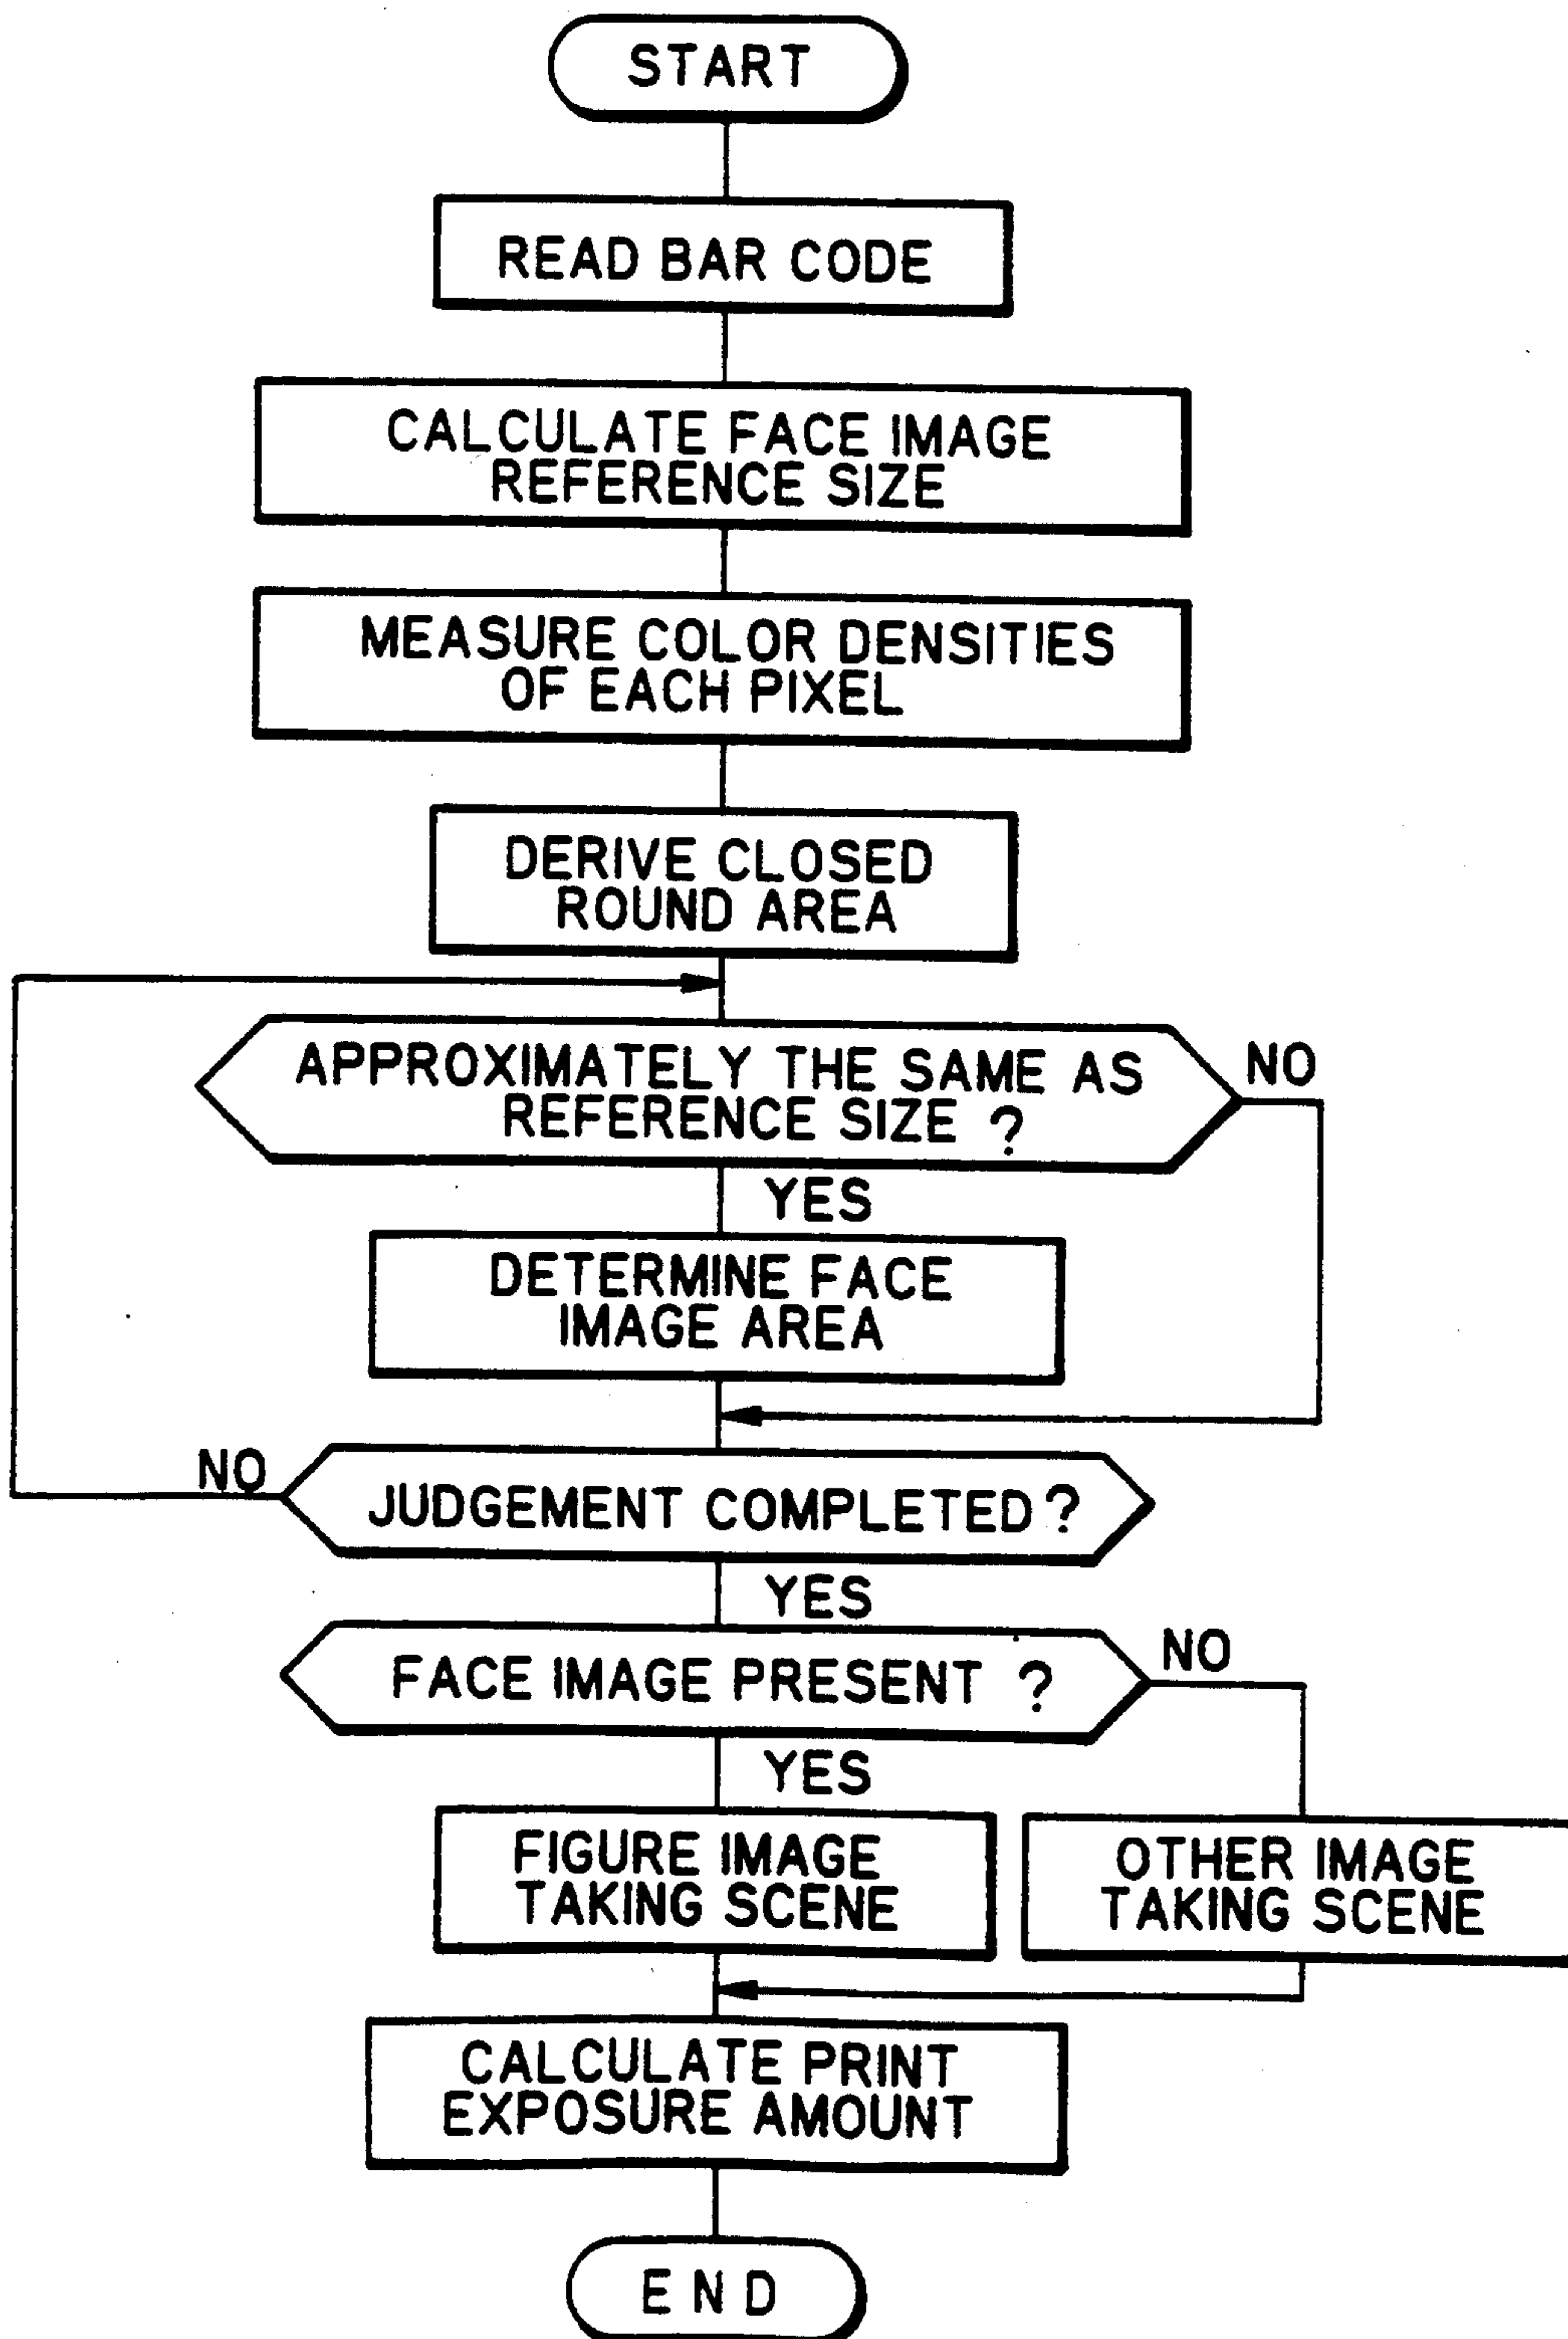 START
READ BAR CODE
CALCULATE FACE IMAGE
REFERENCE SIZE
MEASURE COLOR DENSITIES
OF EACH PIXEL
DERIVE CLOSED
ROUND AREA
APPROXIMATELY THE SAME AS
REFERENCE SIZE ?
NO
YES
DETERMINE FACE
IMAGE AREA
NO
JUDGEMENT COMPLETED ?
YES
FACE IMAGE PRESENT ?
NO
YES
FIGURE IMAGE
TAKING SCENE
OTHER IMAGE
TAKING SCENE
CALCULATE PRINT
EXPOSURE AMOUNT
END